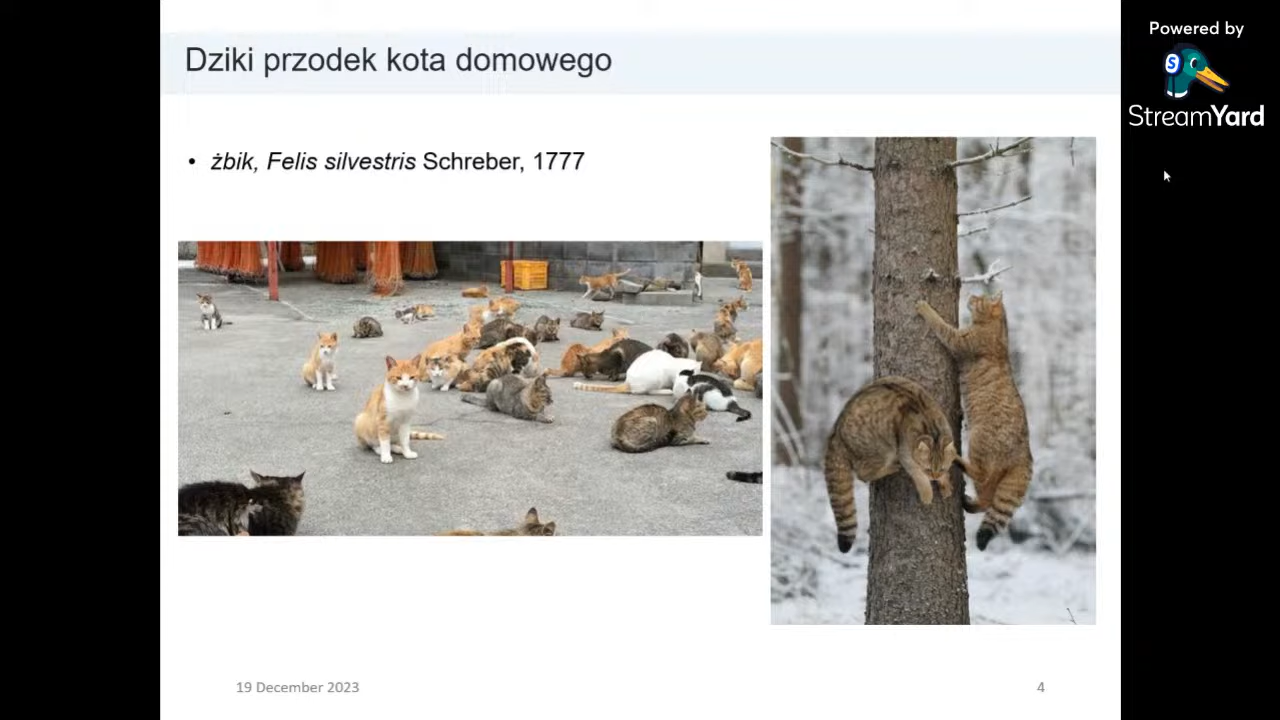 Dziki przodek kota domowego
• żbik, Felis silvestris Schreber, 1777
19 December 2023
4
Powered by
S
StreamYard